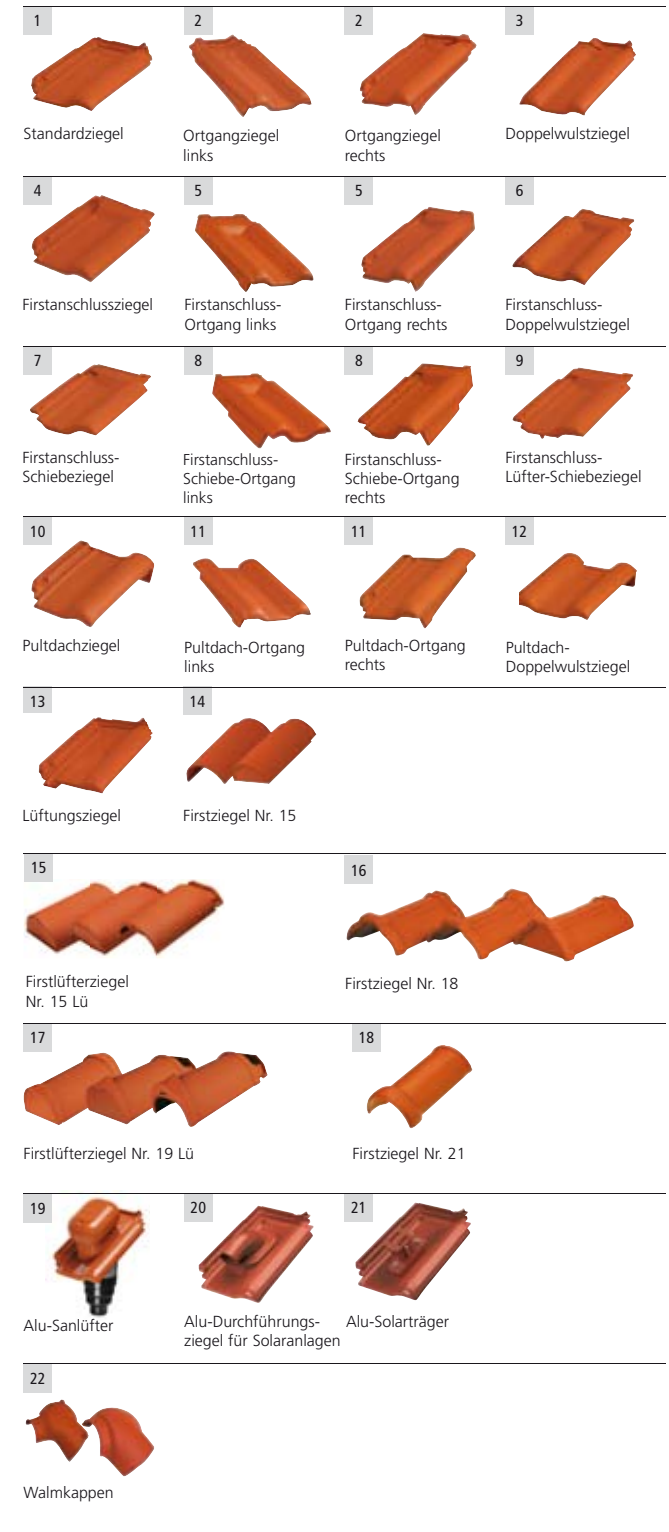 1
2
2
3
Standardziegel
Ortgangziegel
links
Ortgangziegel
rechts
Doppelwulstziegel
4
5
5
6
Firstanschlussziegel
Firstanschluss-
Ortgang links
Firstanschluss-
Ortgang rechts
Firstanschluss-
Doppelwulstziegel
7
8
8
9
Firstanschluss-
Schiebeziegel
Firstanschluss-
Schiebe-Ortgang
links
Firstanschluss-
Schiebe-Ortgang
rechts
Firstanschluss-
Lüfter-Schiebeziegel
10
11
11
12
Pultdachziegel
Pultdach-Ortgang
links
Pultdach-Ortgang
rechts
Pultdach-
Doppelwulstziegel
13
14
Lüftungsziegel
Firstziegel Nr. 15
15
16
Firstlüfterziegel
Nr. 15 Lü
Firstziegel Nr. 18
17
18
Firstlüfterziegel Nr. 19 Lü
Firstziegel Nr. 21
19
20
21
Alu-Sanlüfter
Alu-Durchführungs-
ziegel für Solaranlagen
Alu-Solarträger
22
Walmkappen